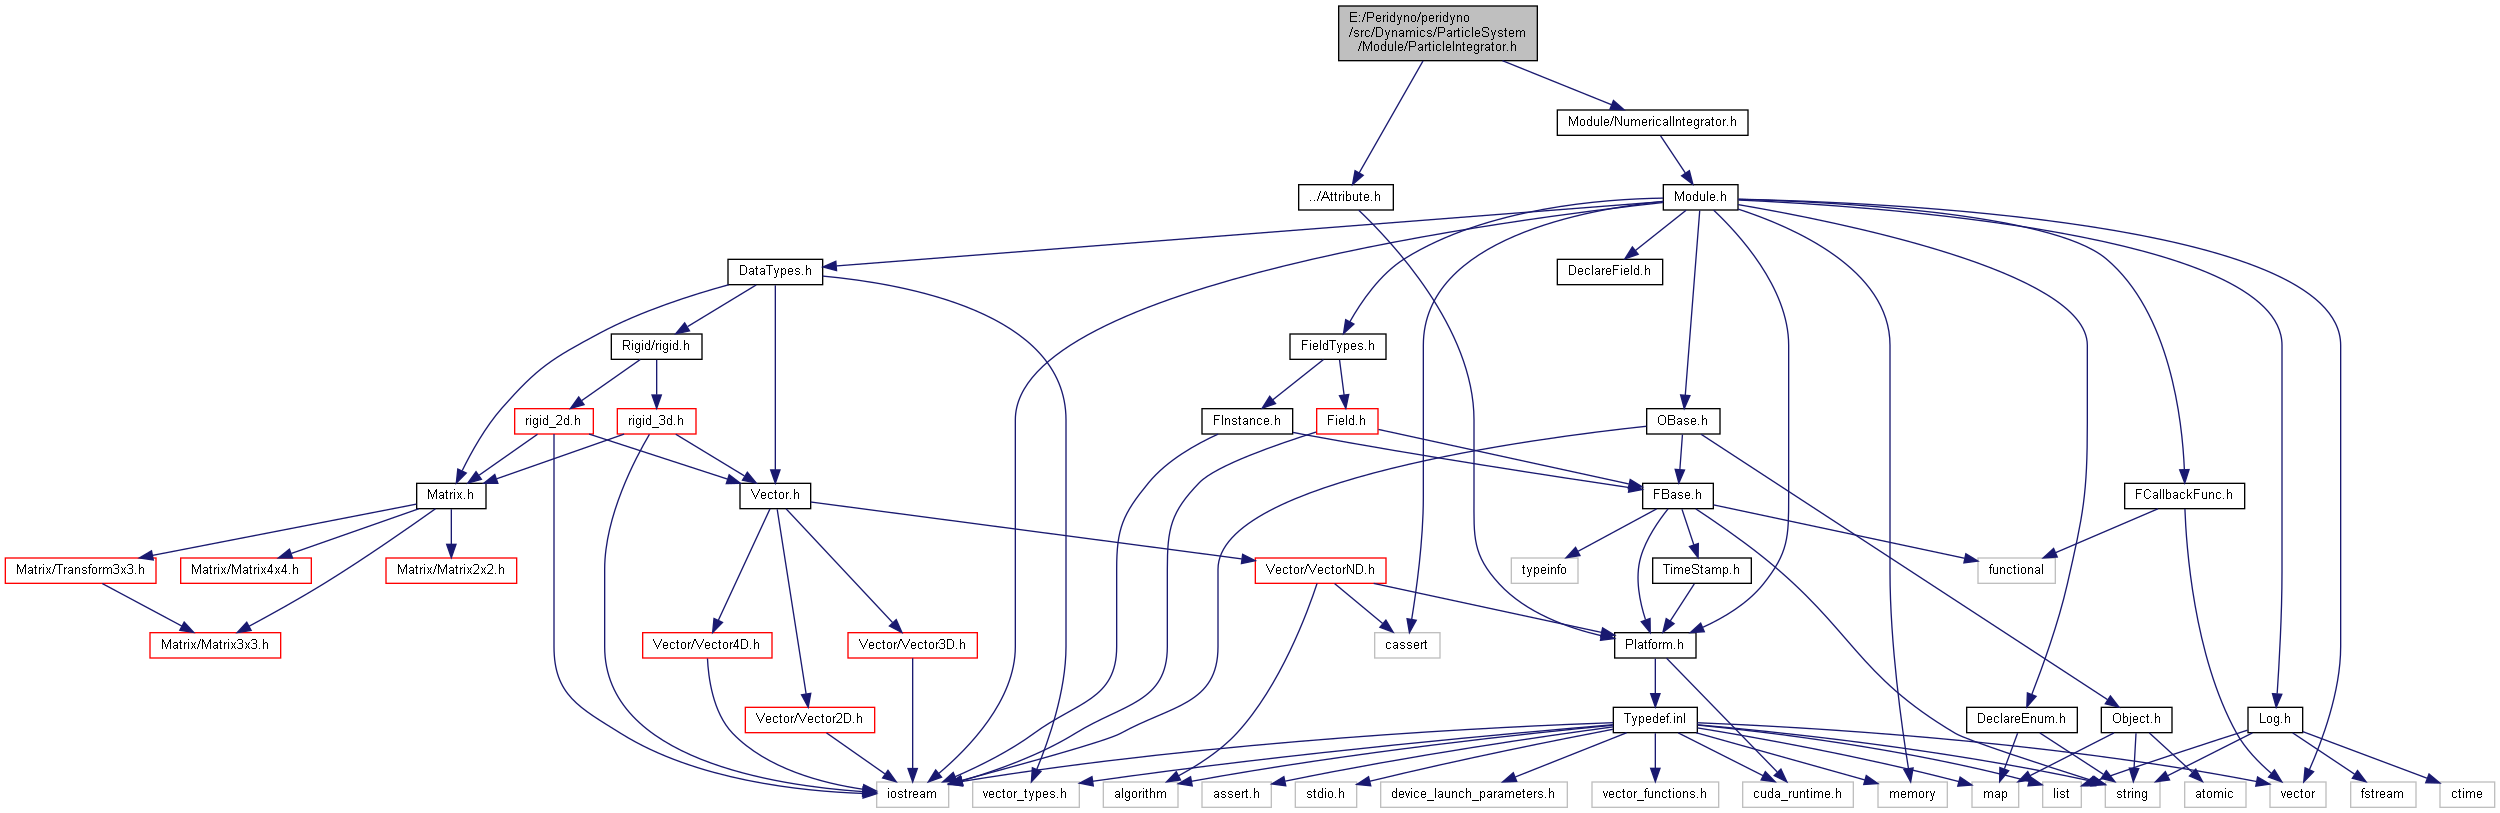 E:/Peridyno/peridyno
/src/Dynamics/ParticleSystem
/Module/ParticleIntegrator.h
Module/NumericalIntegrator.h
../Attribute.h
Module.h
DataTypes.h
DeclareField.h
Rigid/rigid.h
FieldTypes.h
rigid_2d.h
rigid_3d.h
FInstance.h
Field.h
OBase.h
Matrix.h
Vector.h
FBase.h
FCallbackFunc.h
Matrix/Transform3x3.h
Matrix/Matrix4x4.h
Matrix/Matrix2x2.h
Vector/VectorND.h
typeinfo
TimeStamp.h
functional
Matrix/Matrix3x3.h
Vector/Vector4D.h
Vector/Vector3D.h
cassert
Platform.h
Vector/Vector2D.h
Typedef.inl
DeclareEnum.h
Object.h
Log.h
iostream
vector_types.h
algorithm
assert.h
stdio.h
device_launch_parameters.h
vector_functions.h
cuda_runtime.h
memory
map
list
string
atomic
vector
fstream
ctime